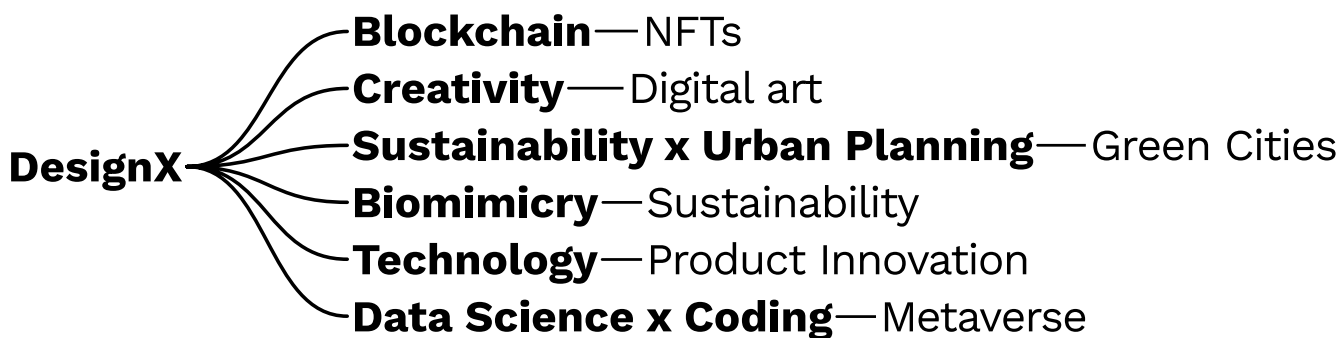 Blockchain — NFTs
Creativity — Digital art
Sustainability x Urban Planning — Green Cities
DesignX
Biomimicry — Sustainability
Technology — Product Innovation
Data Science x Coding — Metaverse